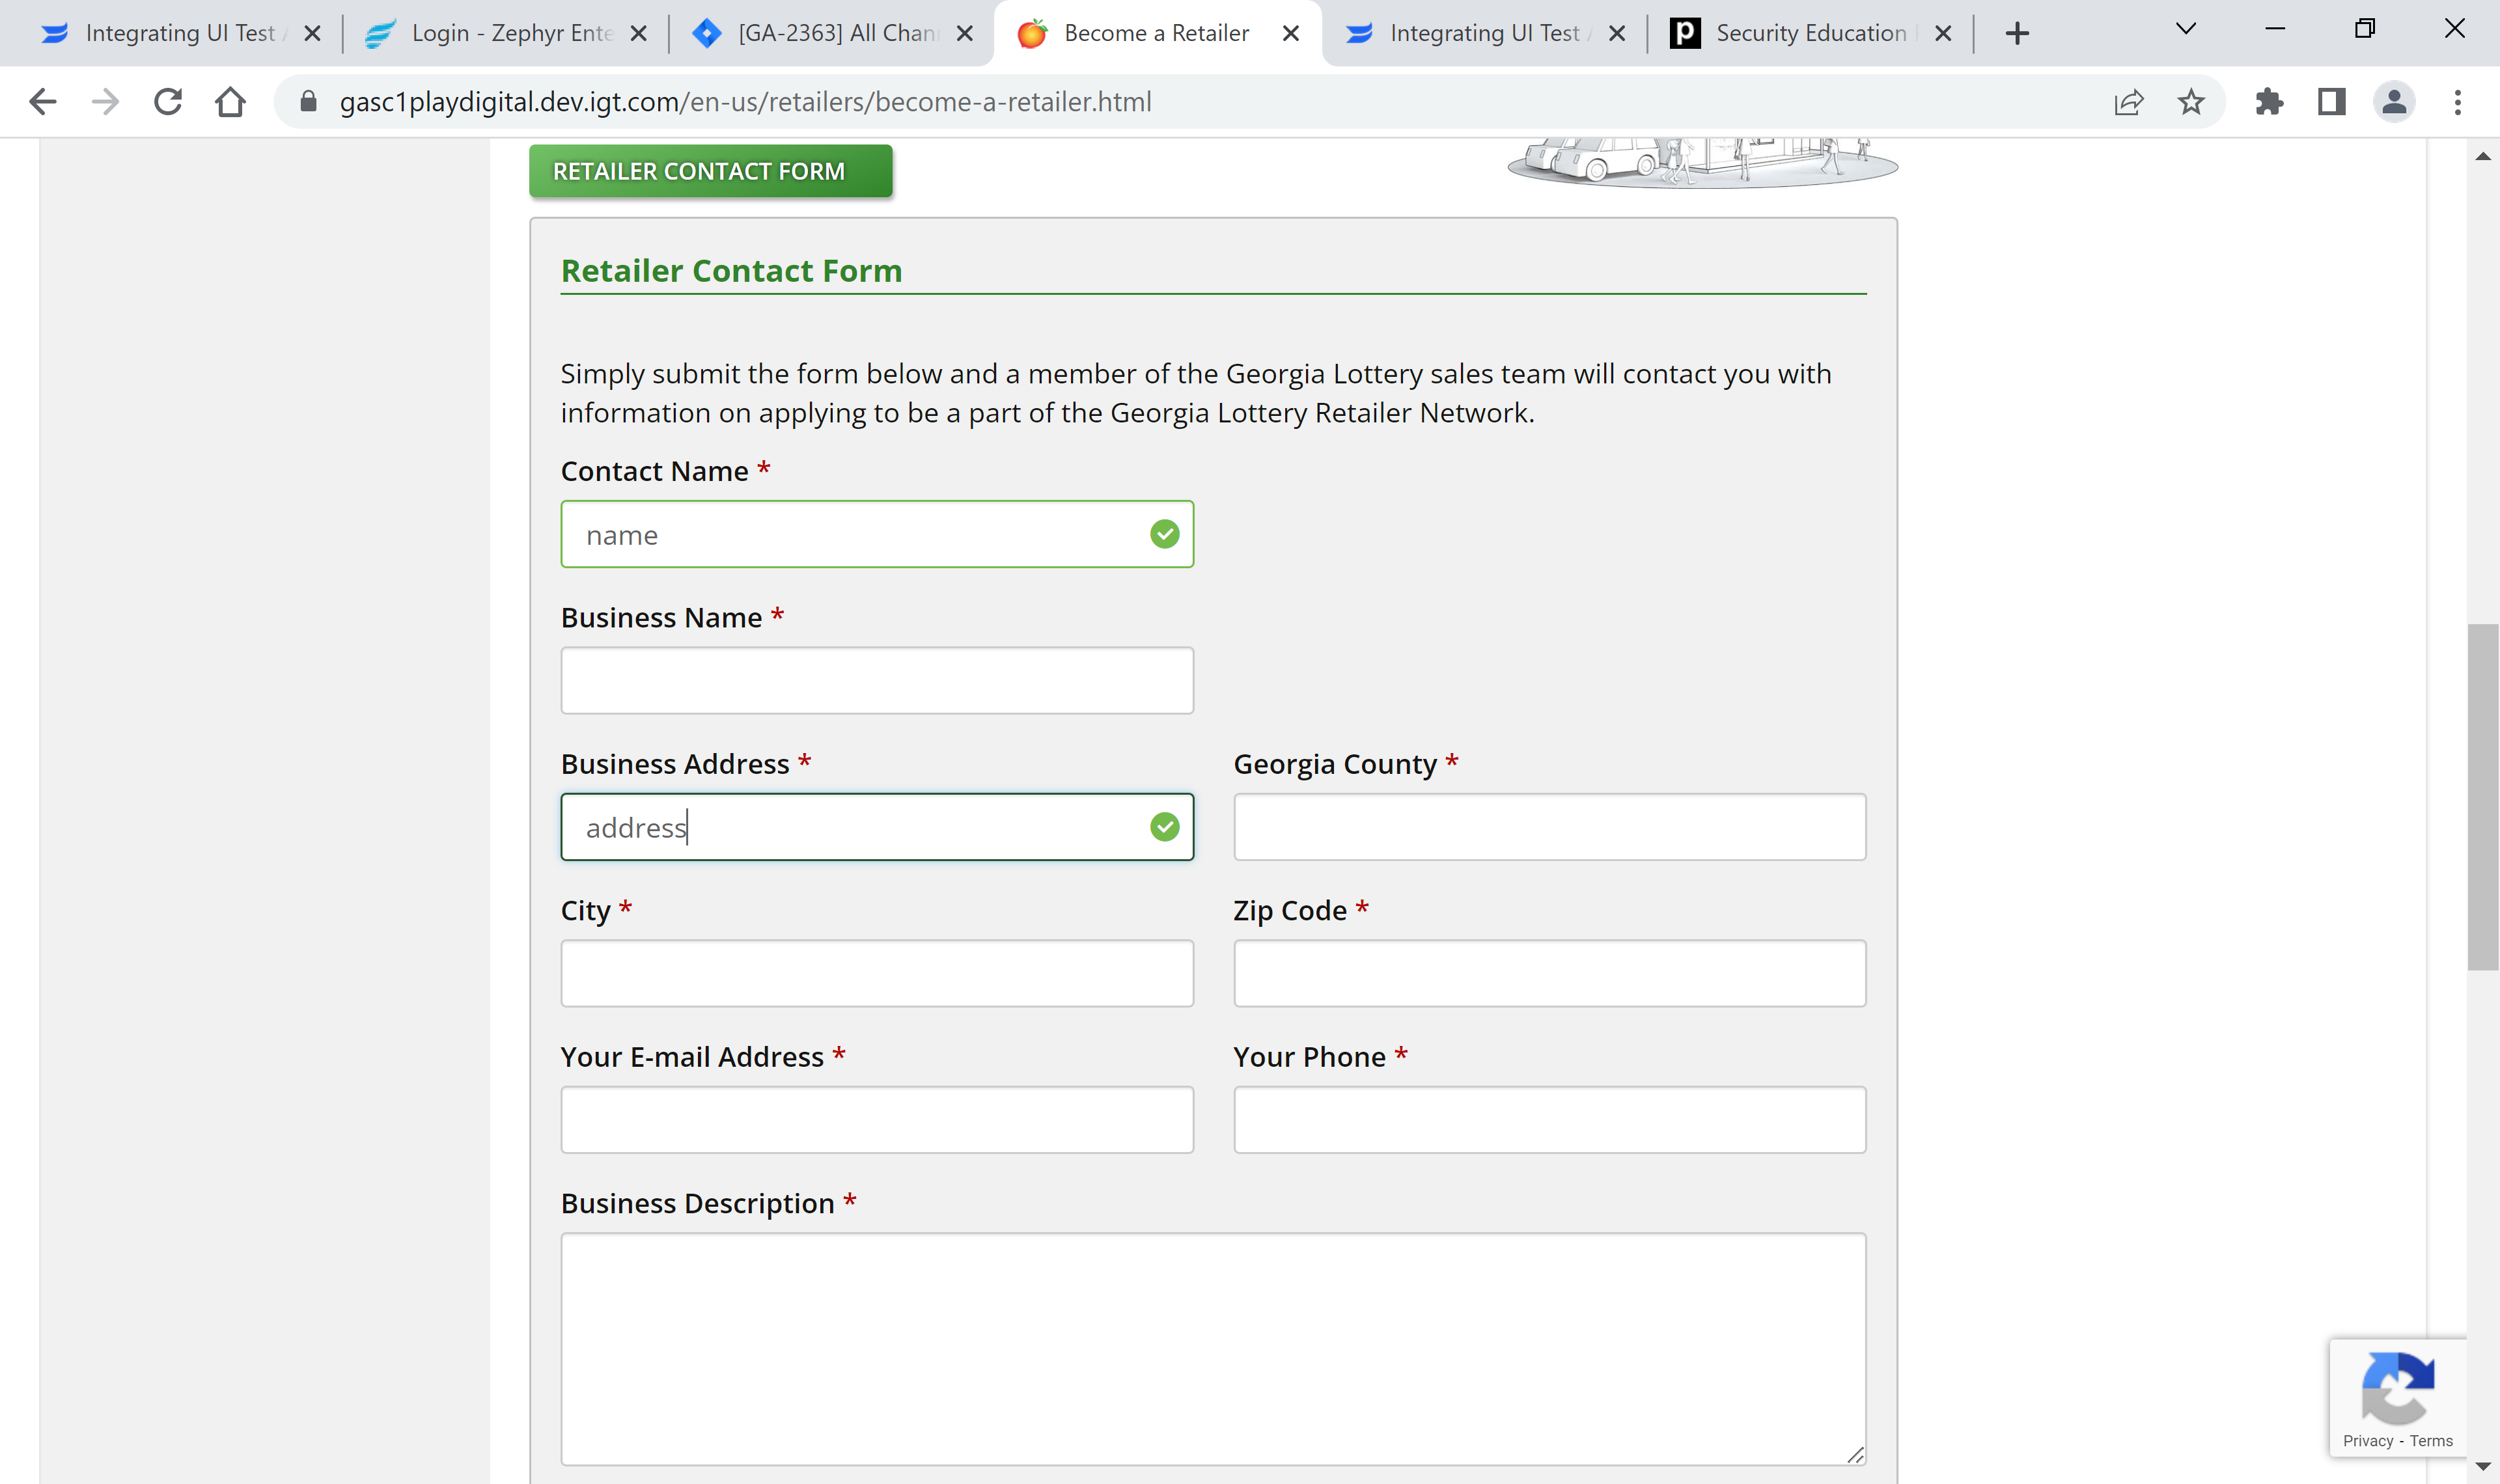 Integrating UI Test
Login - Zephyr Ente
[GA-2363] All Chan
Become a Retailer
Integrating UI Test
Security Education
gasc1playdigital.dev.igt.com/en-us/retailers/become-a-retailer.html
RETAILER CONTACT FORM
Retailer Contact Form
Simply submit the form below and a member of the Georgia Lottery sales team will contact you with
information on applying to be a part of the Georgia Lottery Retailer Network.
Contact Name *
name
Business Name *
Business Address *
Georgia County *
address
City *
Zip Code *
Your E-mail Address *
Your Phone *
Business Description *
Privacy - Terms